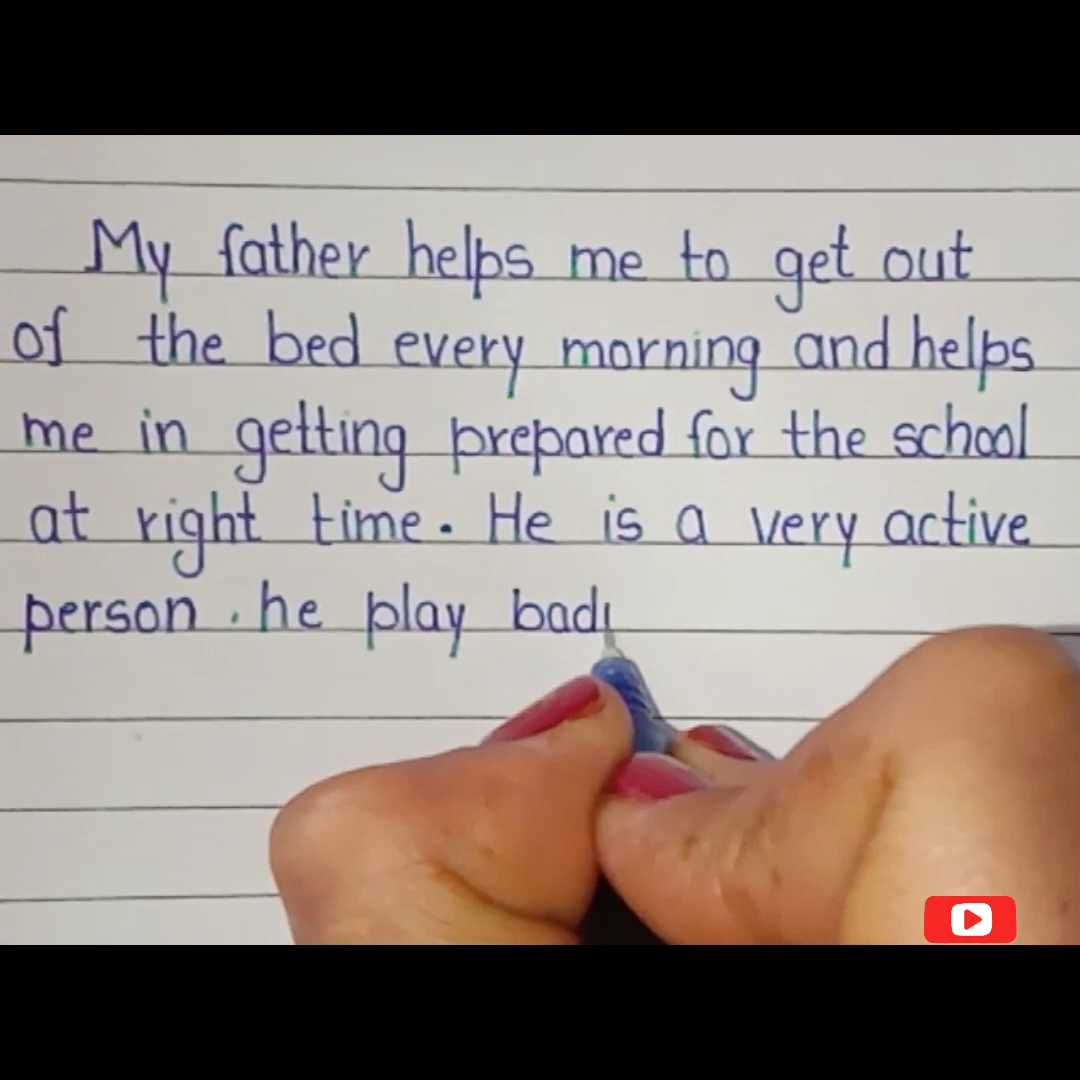 My father helps me to get out
of the bed every morning and helps
me in getting prepared for the school
at right time. He is a very active
person. he play bad